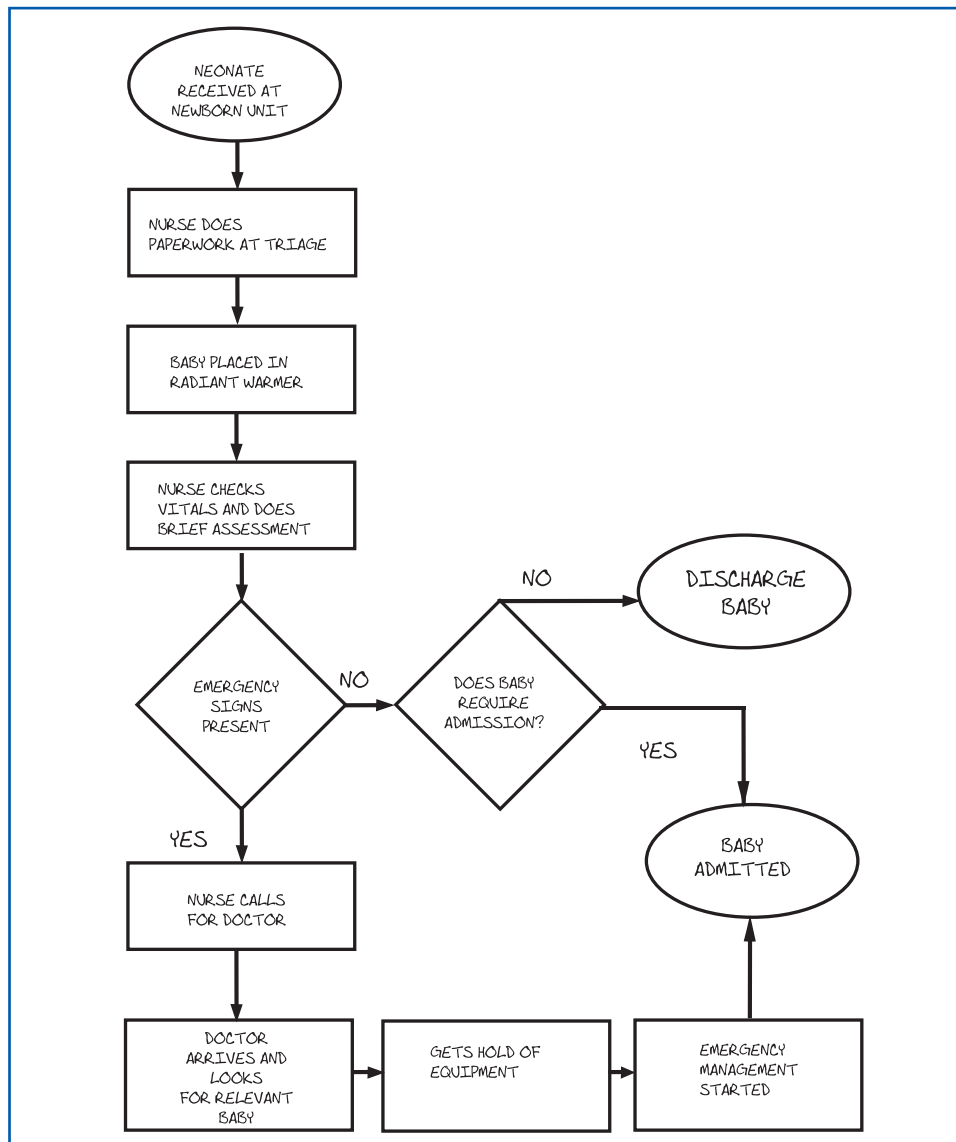 NEONATE
RECEIVED AT
NEWBORN UNIT
NURSE DOES
PAPERWORK AT TRIAGE
BABY PLACED IN
RADIANT WARMER
NURSE CHECKS
VITALS AND DOES
BRIEF ASSESSMENT
EMERGENCY
SIGNS
PRESENT
NO
DOES BABY
REQUIRE
ADMISSION?
NO
DISCHARGE
BABY
YES
BABY
ADMITTED
YES
NURSE CALLS
FOR DOCTOR
DOCTOR
ARRIVES AND
LOOKS
FOR RELEVANT
BABY
GETS HOLD OF
EQUIPMENT
EMERGENCY
MANAGEMENT
STARTED